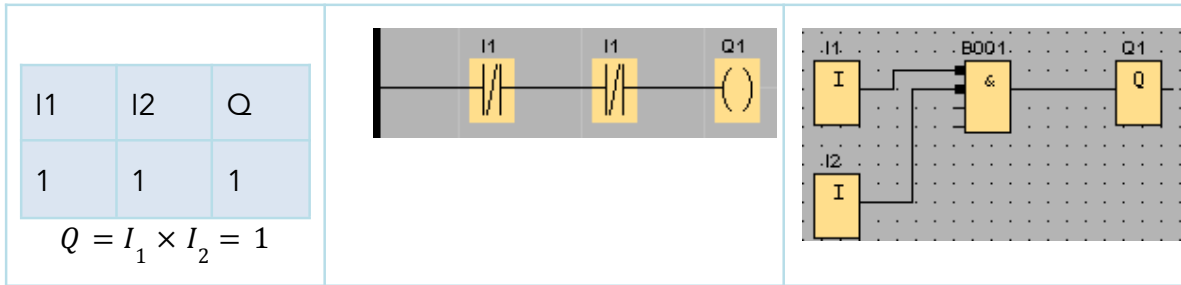 I1 I2 Q
1 1 1
Q = I₁ × I₂ = 1
I1 I1 Q1
I1 B001 Q1
I & Q
I2
I